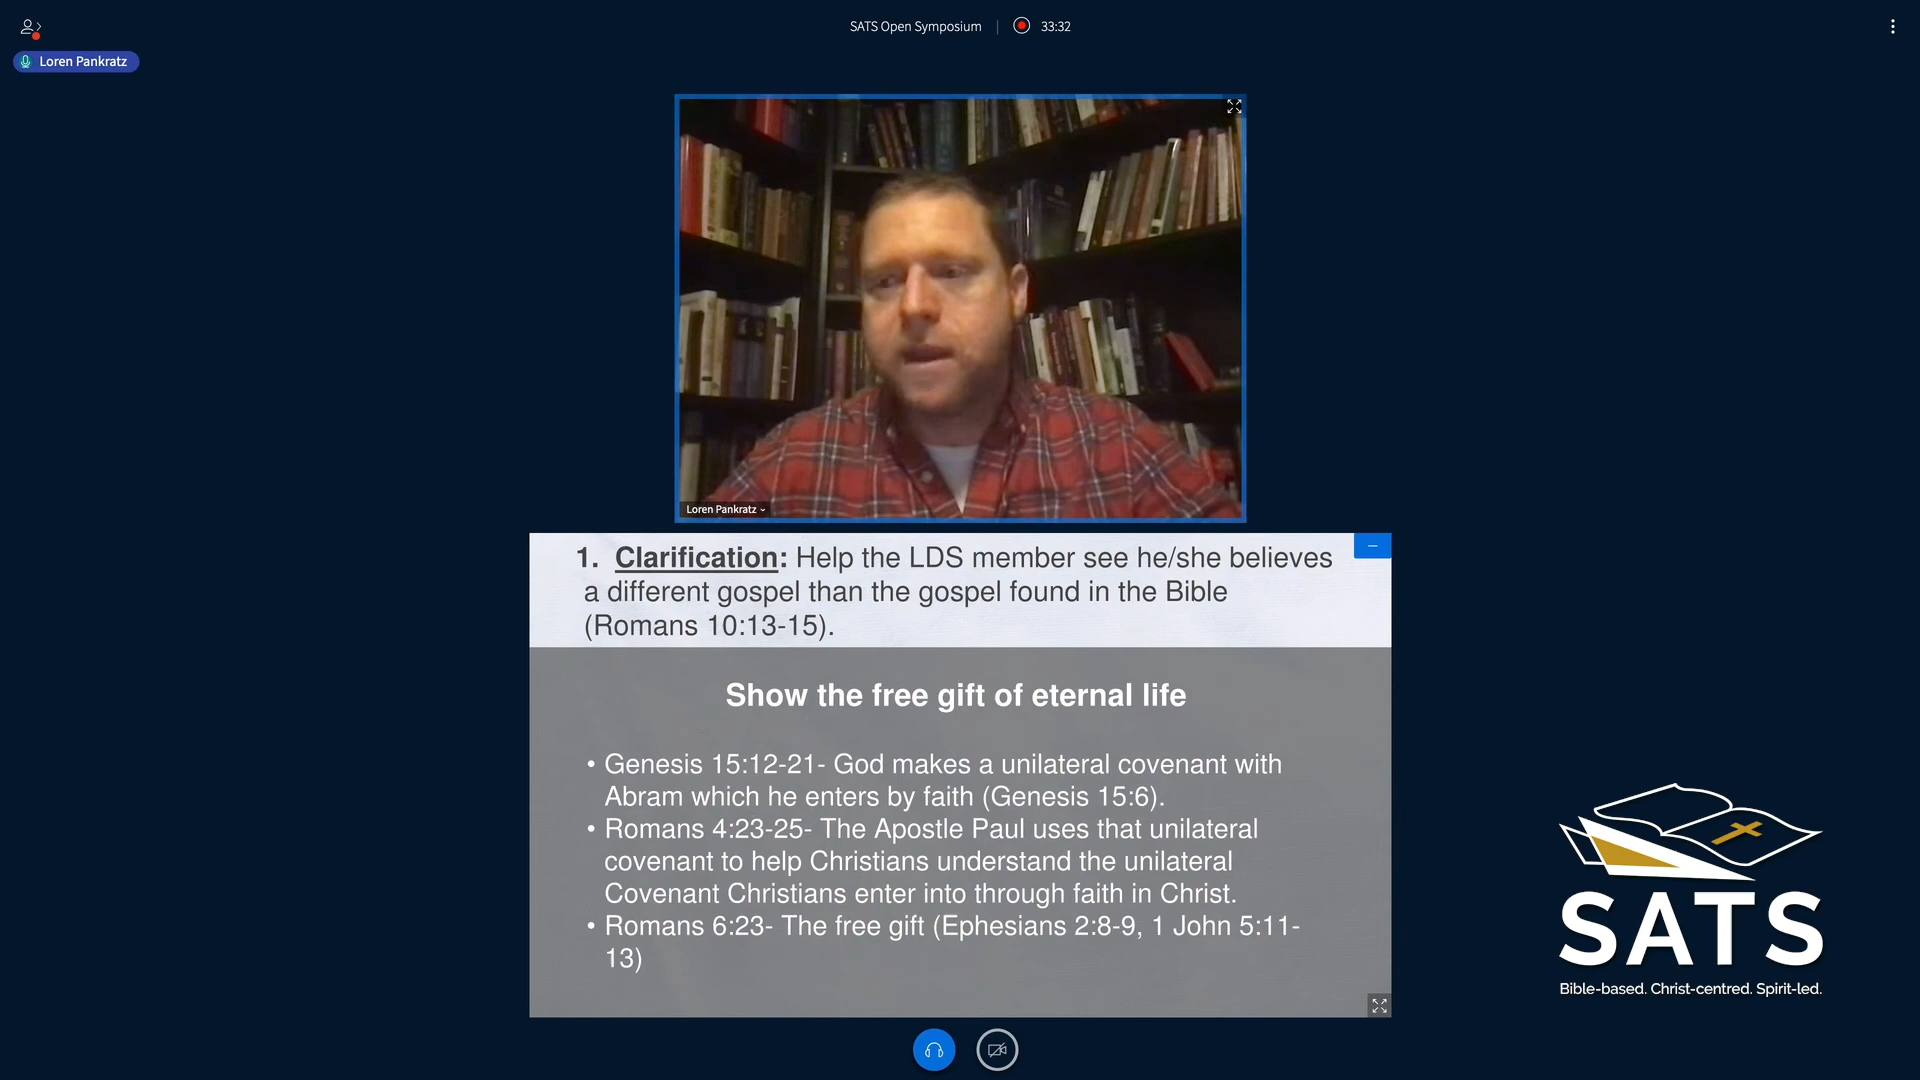 SATS Open Symposium
33:32
Loren Pankratz
Loren Pankratz
1. Clarification: Help the LDS member see he/she believes
a different gospel than the gospel found in the Bible
(Romans 10:13-15).
Show the free gift of eternal life
• Genesis 15:12-21- God makes a unilateral covenant with
Abram which he enters by faith (Genesis 15:6).
• Romans 4:23-25- The Apostle Paul uses that unilateral
covenant to help Christians understand the unilateral
Covenant Christians enter into through faith in Christ.
• Romans 6:23- The free gift (Ephesians 2:8-9, 1 John 5:11-
13)
SATS
Bible-based. Christ-centred. Spirit-led.